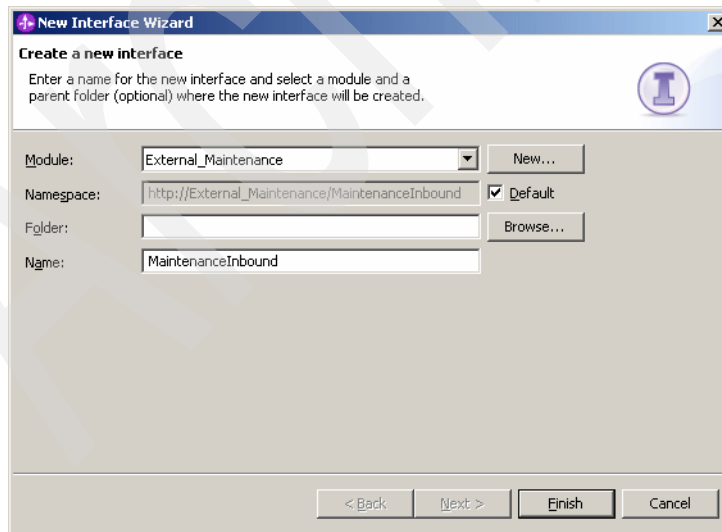 New Interface Wizard
Create a new interface
Enter a name for the new interface and select a module and a
parent folder (optional) where the new interface will be created.
Module: External_Maintenance New...
Namespace: http://External_Maintenance/MaintenanceInbound Default
Folder: Browse...
Name: MaintenanceInbound
< Back Next > Finish Cancel